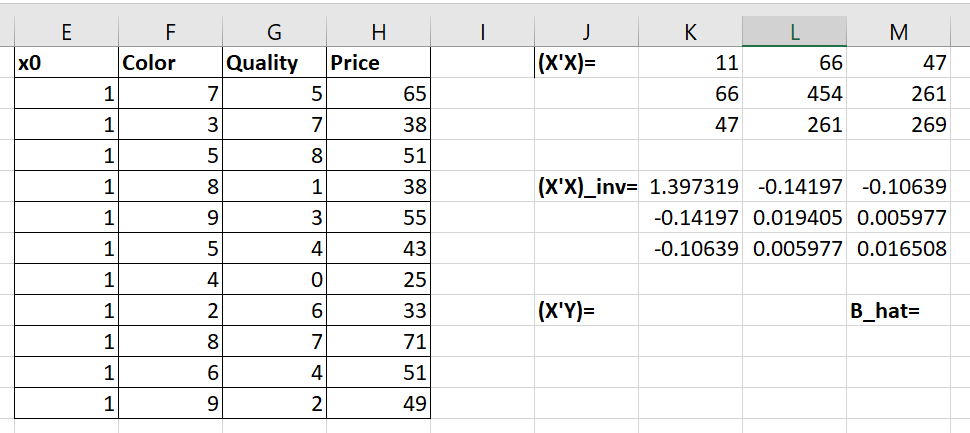 E F G H I J K L M
x0 Color Quality Price (X'X)= 11 66 47
1 7 5 65 66 454 261
1 3 7 38 47 261 269
1 5 8 51
1 8 1 38 (X'X)_inv= 1.397319 -0.14197 -0.10639
1 9 3 55 -0.14197 0.019405 0.005977
1 5 4 43 -0.10639 0.005977 0.016508
1 4 0 25
1 2 6 33 (X'Y)= B_hat=
1 8 7 71
1 6 4 51
1 9 2 49